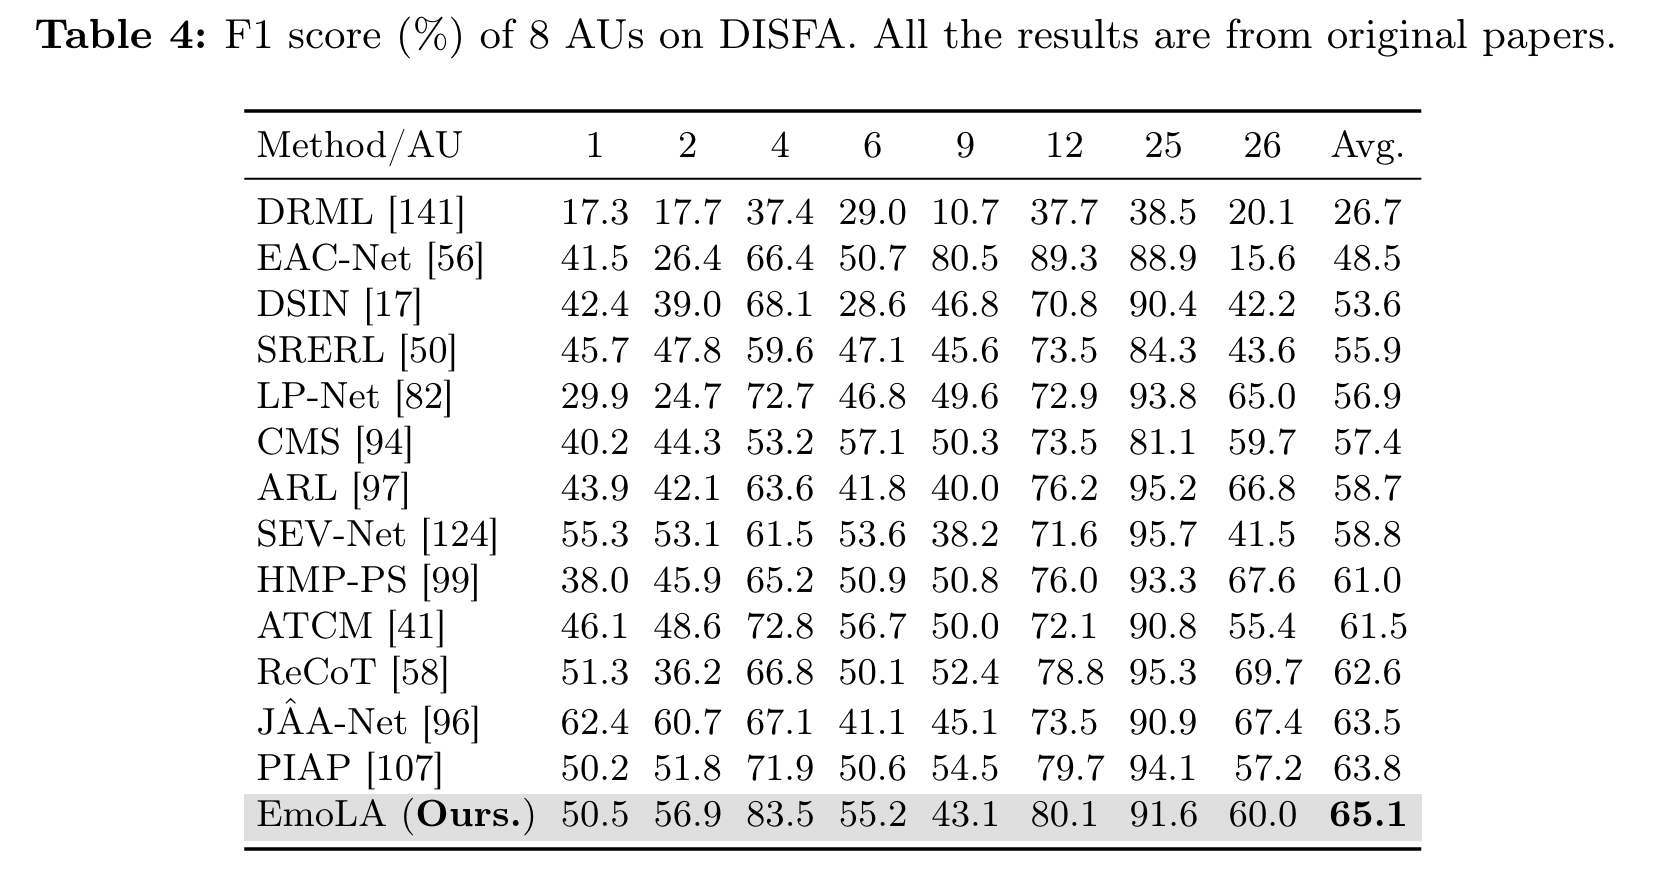 Table 4: F1 score (%) of 8 AUs on DISFA. All the results are from original papers.
Method/AU 1 2 4 6 9 12 25 26 Avg.
DRML [141] 17.3 17.7 37.4 29.0 10.7 37.7 38.5 20.1 26.7
EAC-Net [56] 41.5 26.4 66.4 50.7 80.5 89.3 88.9 15.6 48.5
DSIN [17] 42.4 39.0 68.1 28.6 46.8 70.8 90.4 42.2 53.6
SRERL [50] 45.7 47.8 59.6 47.1 45.6 73.5 84.3 43.6 55.9
LP-Net [82] 29.9 24.7 72.7 46.8 49.6 72.9 93.8 65.0 56.9
CMS [94] 40.2 44.3 53.2 57.1 50.3 73.5 81.1 59.7 57.4
ARL [97] 43.9 42.1 63.6 41.8 40.0 76.2 95.2 66.8 58.7
SEV-Net [124] 55.3 53.1 61.5 53.6 38.2 71.6 95.7 41.5 58.8
HMP-PS [99] 38.0 45.9 65.2 50.9 50.8 76.0 93.3 67.6 61.0
ATCM [41] 46.1 48.6 72.8 56.7 50.0 72.1 90.8 55.4 61.5
ReCoT [58] 51.3 36.2 66.8 50.1 52.4 78.8 95.3 69.7 62.6
JÂA-Net [96] 62.4 60.7 67.1 41.1 45.1 73.5 90.9 67.4 63.5
PIAP [107] 50.2 51.8 71.9 50.6 54.5 79.7 94.1 57.2 63.8
EmoLA (Ours.) 50.5 56.9 83.5 55.2 43.1 80.1 91.6 60.0 65.1